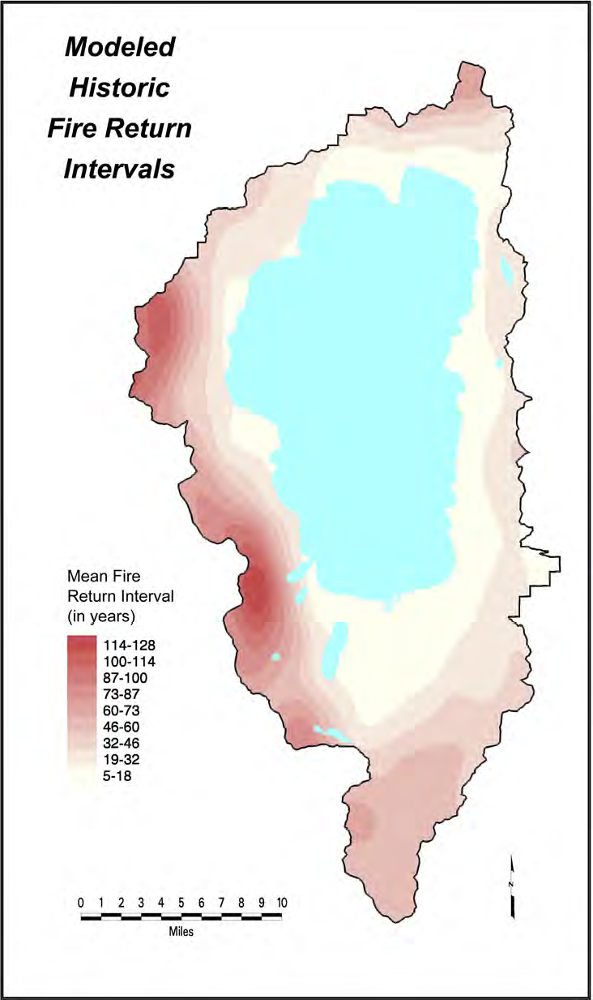 Modeled
Historic
Fire Return
Intervals
Mean Fire
Return Interval
(in years)
114-128
100-114
87-100
73-87
60-73
46-60
32-46
19-32
5-18
0 1 2 3 4 5 6 7 8 9 10
Miles
N